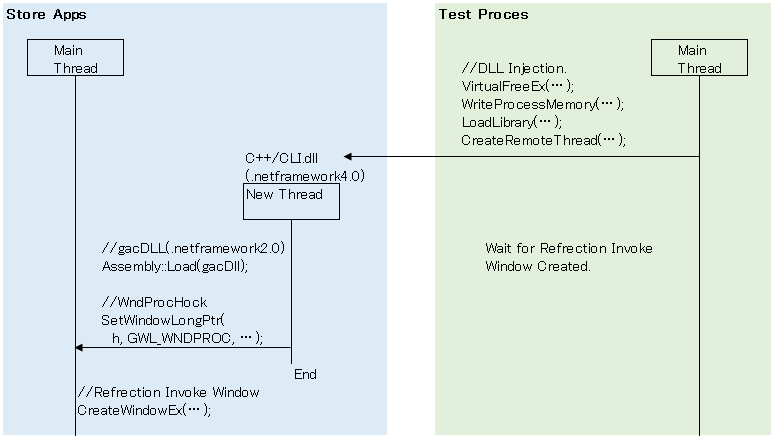 Store Apps
Main
Thread
C++/CLI.dll
(.netframework4.0)
New Thread
//gacDLL(.netframework2.0)
Assembly::Load(gacDll);
//WndProcHock
SetWindowLongPtr(
h, GWL_WNDPROC, … );
End
//Refrection Invoke Window
CreateWindowEx(… );
Test Proces
Main
Thread
//DLL Injection.
VirtualFreeEx(… );
WriteProcessMemory(… );
LoadLibrary(… );
CreateRemoteThread(… );
Wait for Refrection Invoke
Window Created.